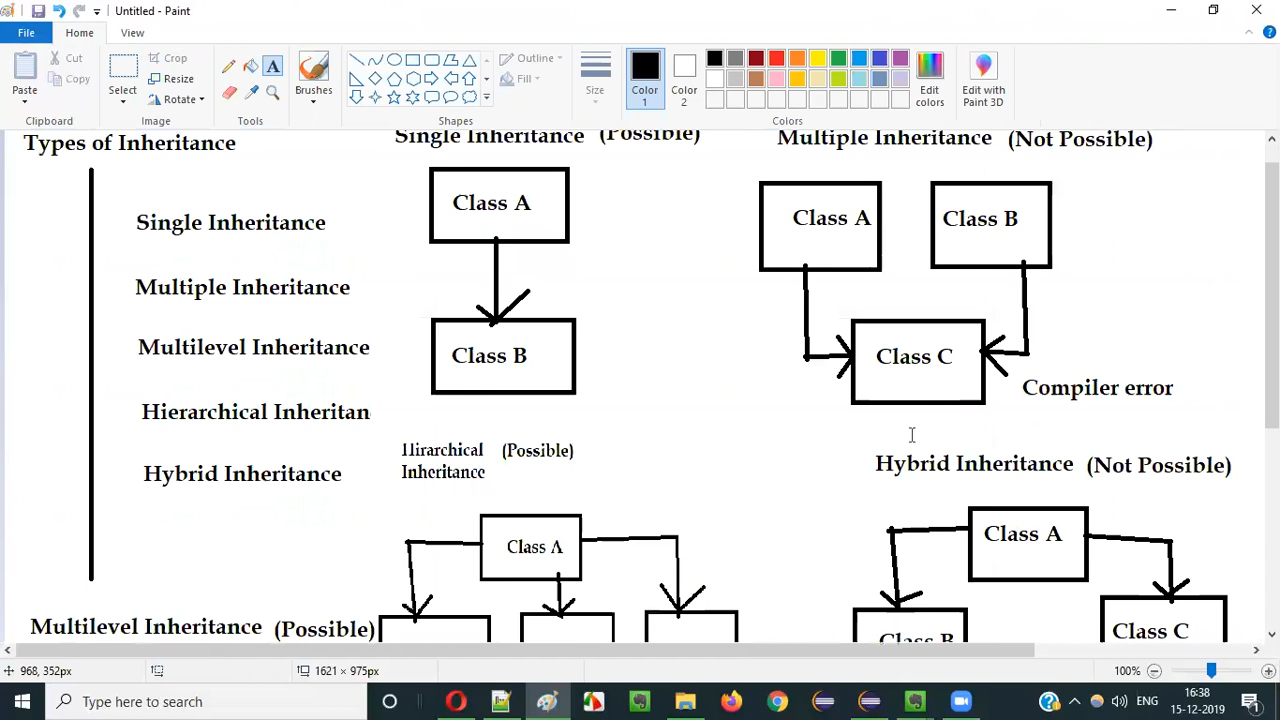 Untitled - Paint
File
Home
View
Paste
Cut
Copy
Clipboard
Select
Crop
Resize
Rotate
Image
A
Tools
Brushes
Outline
Fill
Shapes
Size
Color 1
Color 2
Edit colors
Edit with Paint 3D
Colors
Types of Inheritance
Single Inheritance
Multiple Inheritance
Multilevel Inheritance
Hierarchical Inheritan
Hybrid Inheritance
Single Inheritance (Possible)
Class A
Class B
Multiple Inheritance (Not Possible)
Class A
Class B
Class C
Compiler error
Hirarchical (Possible)
Inheritance
Class A
Hybrid Inheritance (Not Possible)
Class A
Class B
Class C
Multilevel Inheritance (Possible)
968, 352px
1621 × 975px
100%
Type here to search
ENG
16:38
15-12-2019